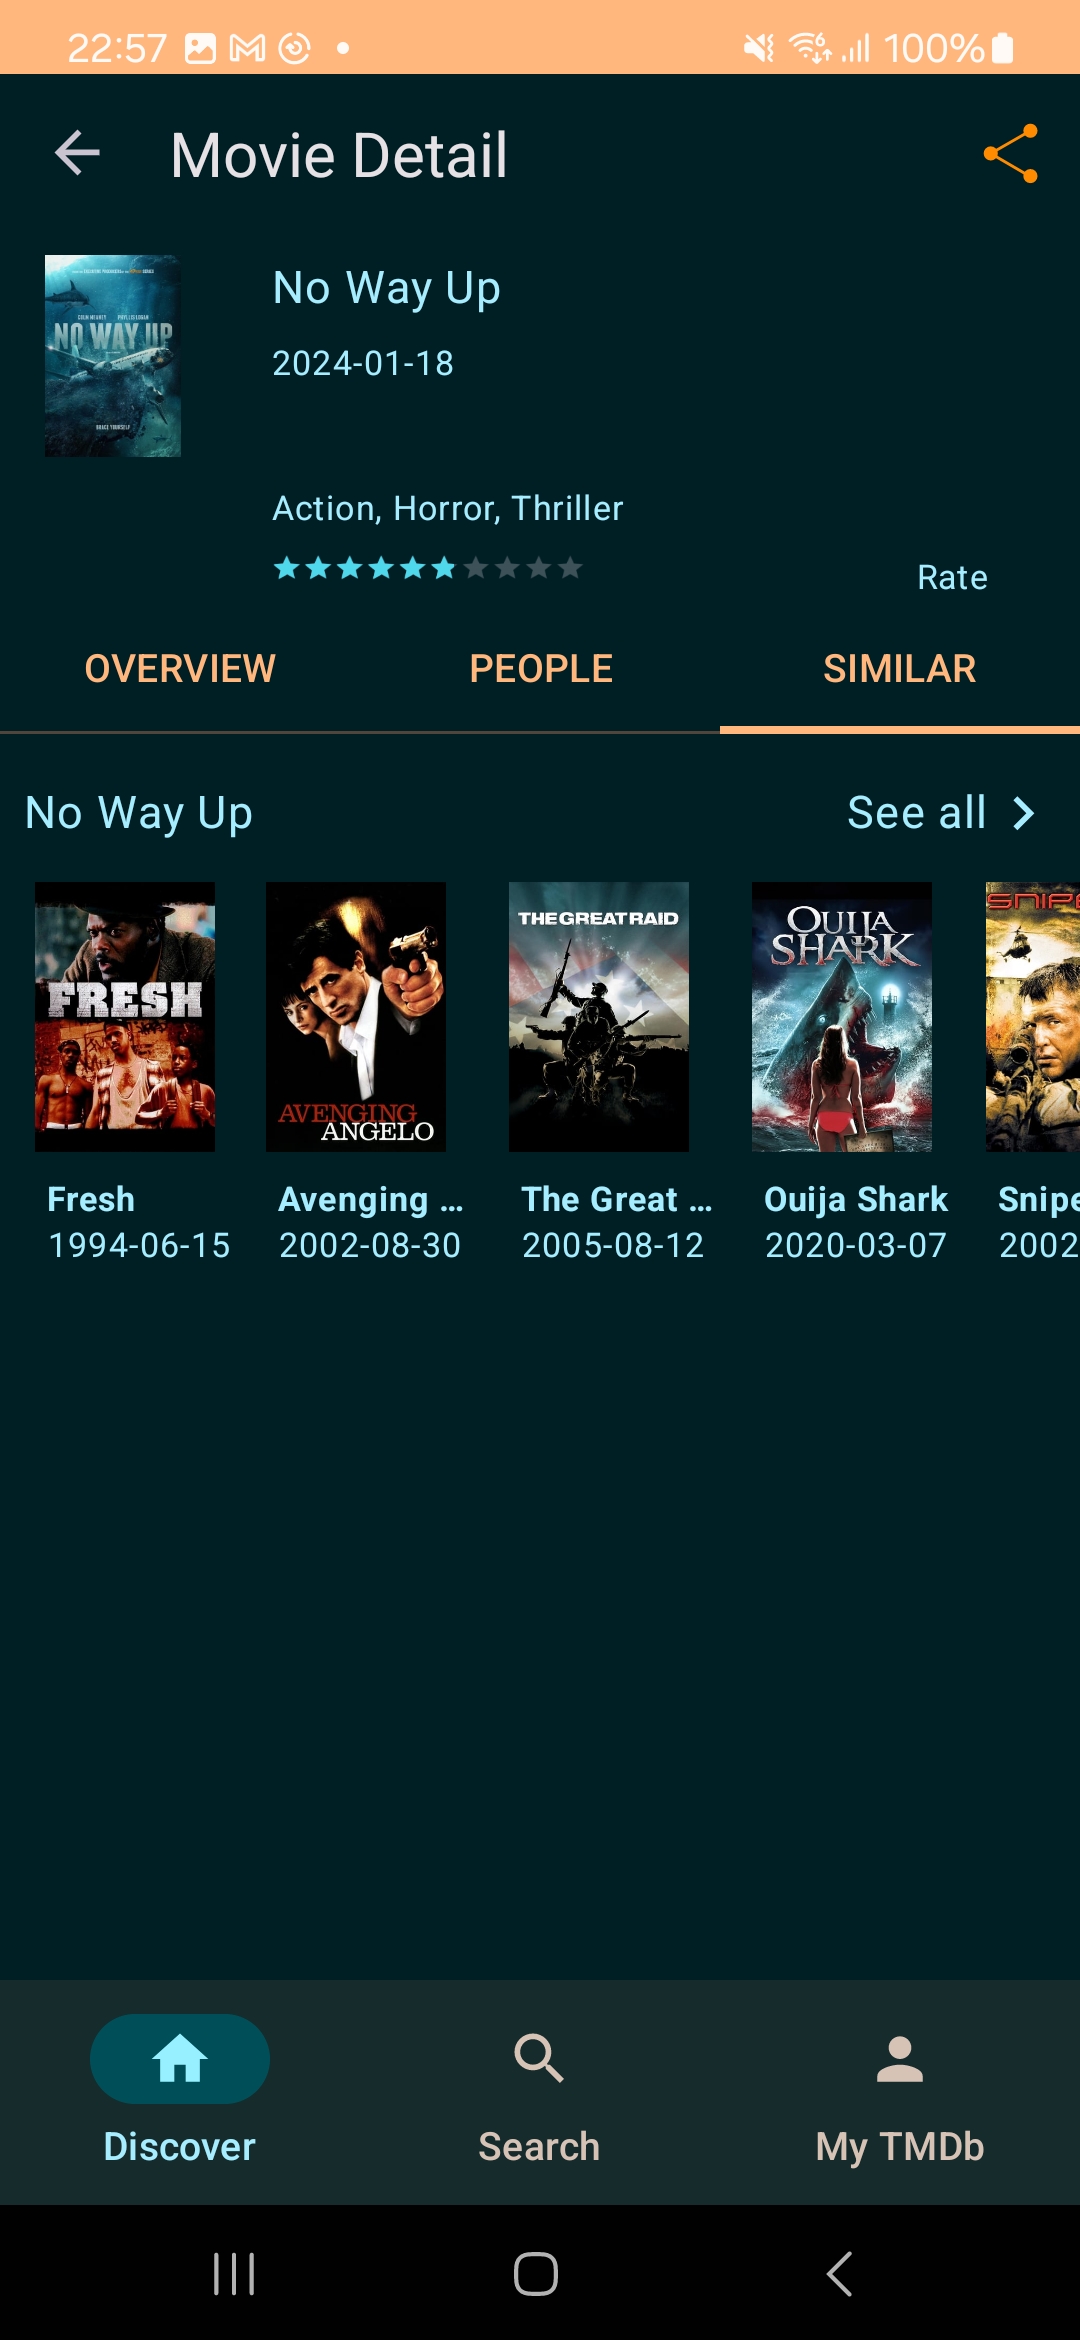 22:57
100%
Movie Detail
NO WAY UP
BRACE YOURSELF
No Way Up
2024-01-18
Action, Horror, Thriller
Rate
OVERVIEW
PEOPLE
SIMILAR
No Way Up
See all
FRESH
AVENGING
ANGELO
THE GREAT RAID
OUIJA
SHARK
SNIPE
Fresh
1994-06-15
Avenging ...
2002-08-30
The Great ...
2005-08-12
Ouija Shark
2020-03-07
Snipe
2002
Discover
Search
My TMDb